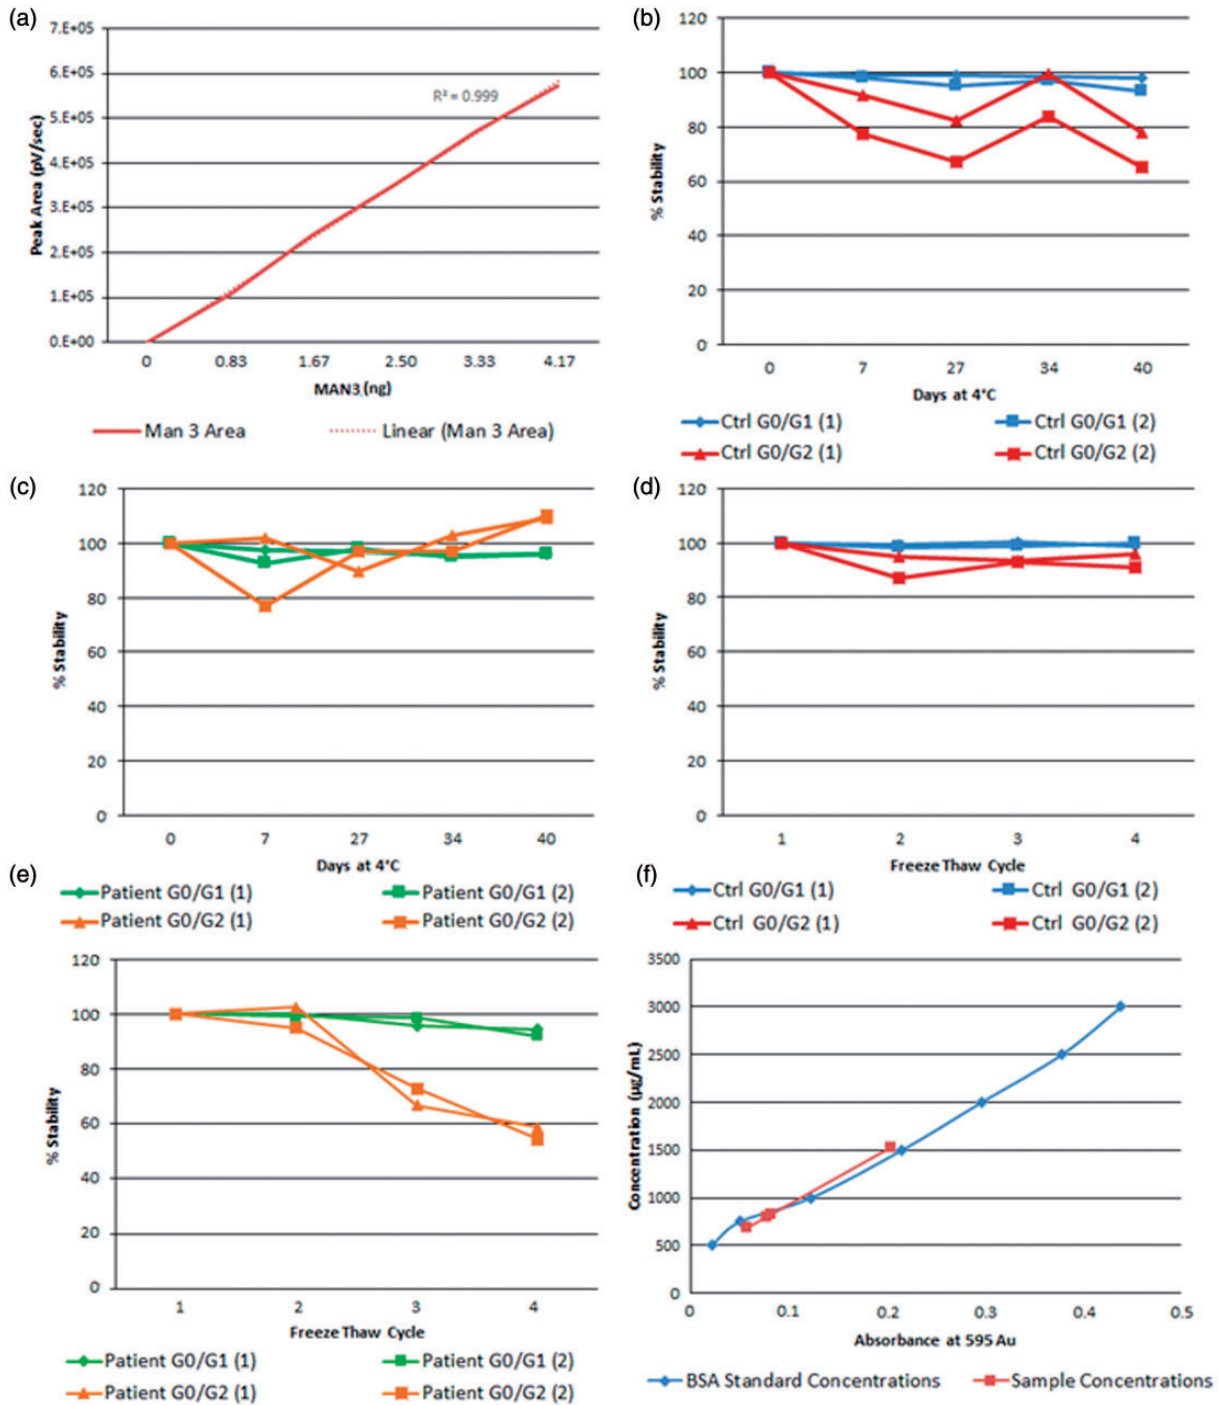 (a)
7.E+05
6.E+05
5.E+05
4.E+05
3.E+05
2.E+05
1.E+05
0.E+00
Peak Area (pV/sec)
R² = 0.999
0 0.83 1.67 2.50 3.33 4.17
MAN3 (ng)
Man 3 Area Linear (Man 3 Area)
(b)
120
100
80
60
40
20
0
% Stability
0 7 27 34 40
Days at 4°C
Ctrl G0/G1 (1) Ctrl G0/G1 (2)
Ctrl G0/G2 (1) Ctrl G0/G2 (2)
(c)
120
100
80
60
40
20
0
% Stability
0 7 27 34 40
Days at 4°C
Patient G0/G1 (1) Patient G0/G1 (2)
Patient G0/G2 (1) Patient G0/G2 (2)
(d)
120
100
80
60
40
20
0
% Stability
1 2 3 4
Freeze Thaw Cycle
Ctrl G0/G1 (1) Ctrl G0/G1 (2)
Ctrl G0/G2 (1) Ctrl G0/G2 (2)
(e)
120
100
80
60
40
20
0
% Stability
1 2 3 4
Freeze Thaw Cycle
Patient G0/G1 (1) Patient G0/G1 (2)
Patient G0/G2 (1) Patient G0/G2 (2)
(f)
3500
3000
2500
2000
1500
1000
500
0
Concentration (µg/mL)
0 0.1 0.2 0.3 0.4 0.5
Absorbance at 595 Au
BSA Standard Concentrations Sample Concentrations